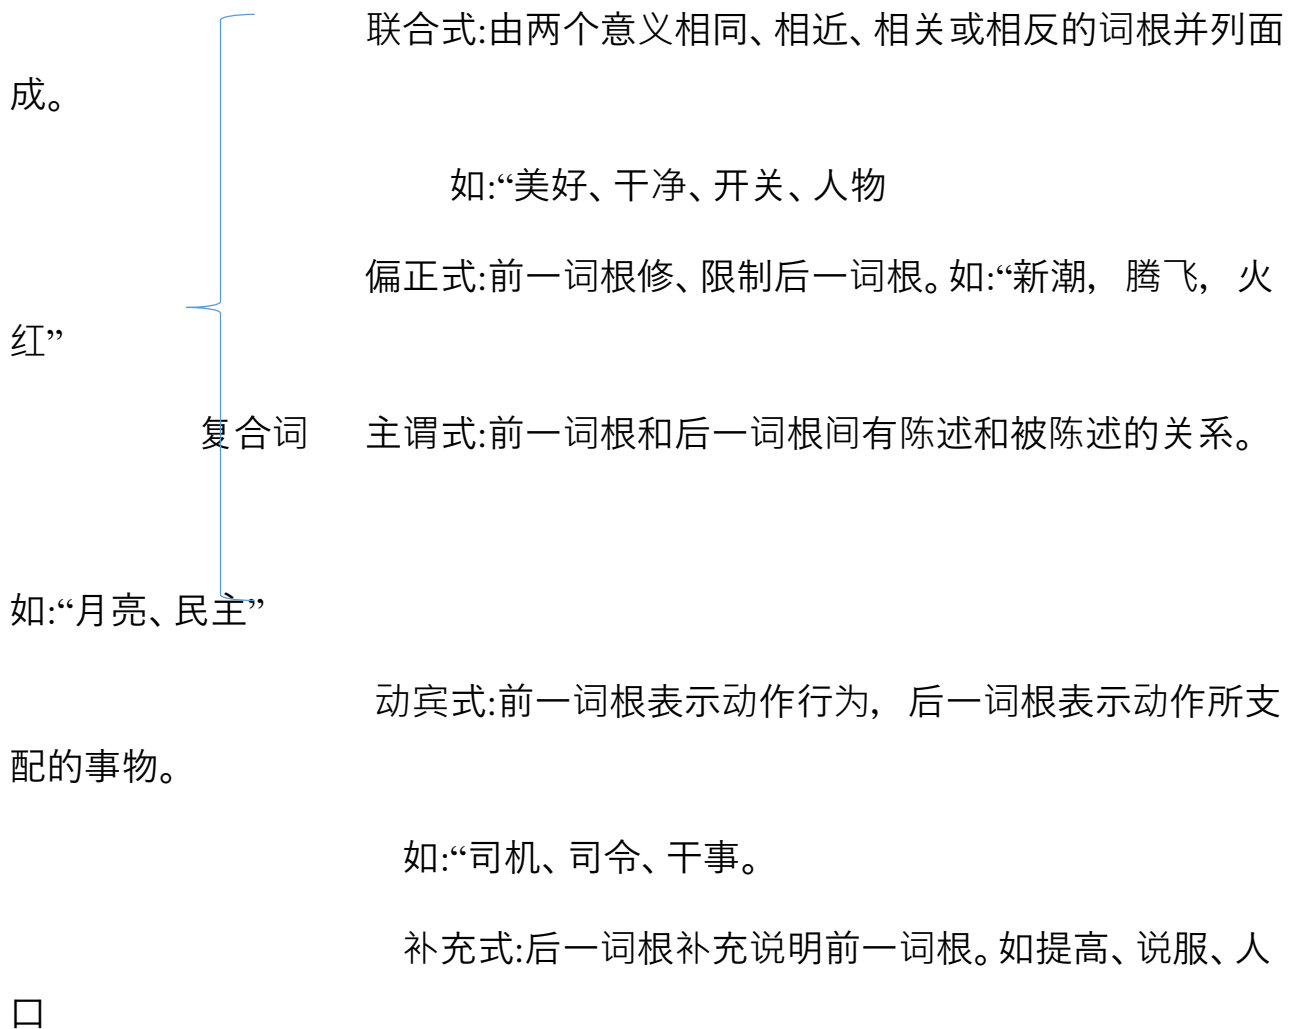 联合式:由两个意义相同、相近、相关或相反的词根并列面
成。
如:“美好、干净、开关、人物
偏正式:前一词根修、限制后一词根。如:“新潮, 腾飞, 火
红”
复合词 主谓式:前一词根和后一词根间有陈述和被陈述的关系。
如:“月亮、民主”
动宾式:前一词根表示动作行为, 后一词根表示动作所支
配的事物。
如:“司机、司令、干事。
补充式:后一词根补充说明前一词根。如提高、说服、人
口